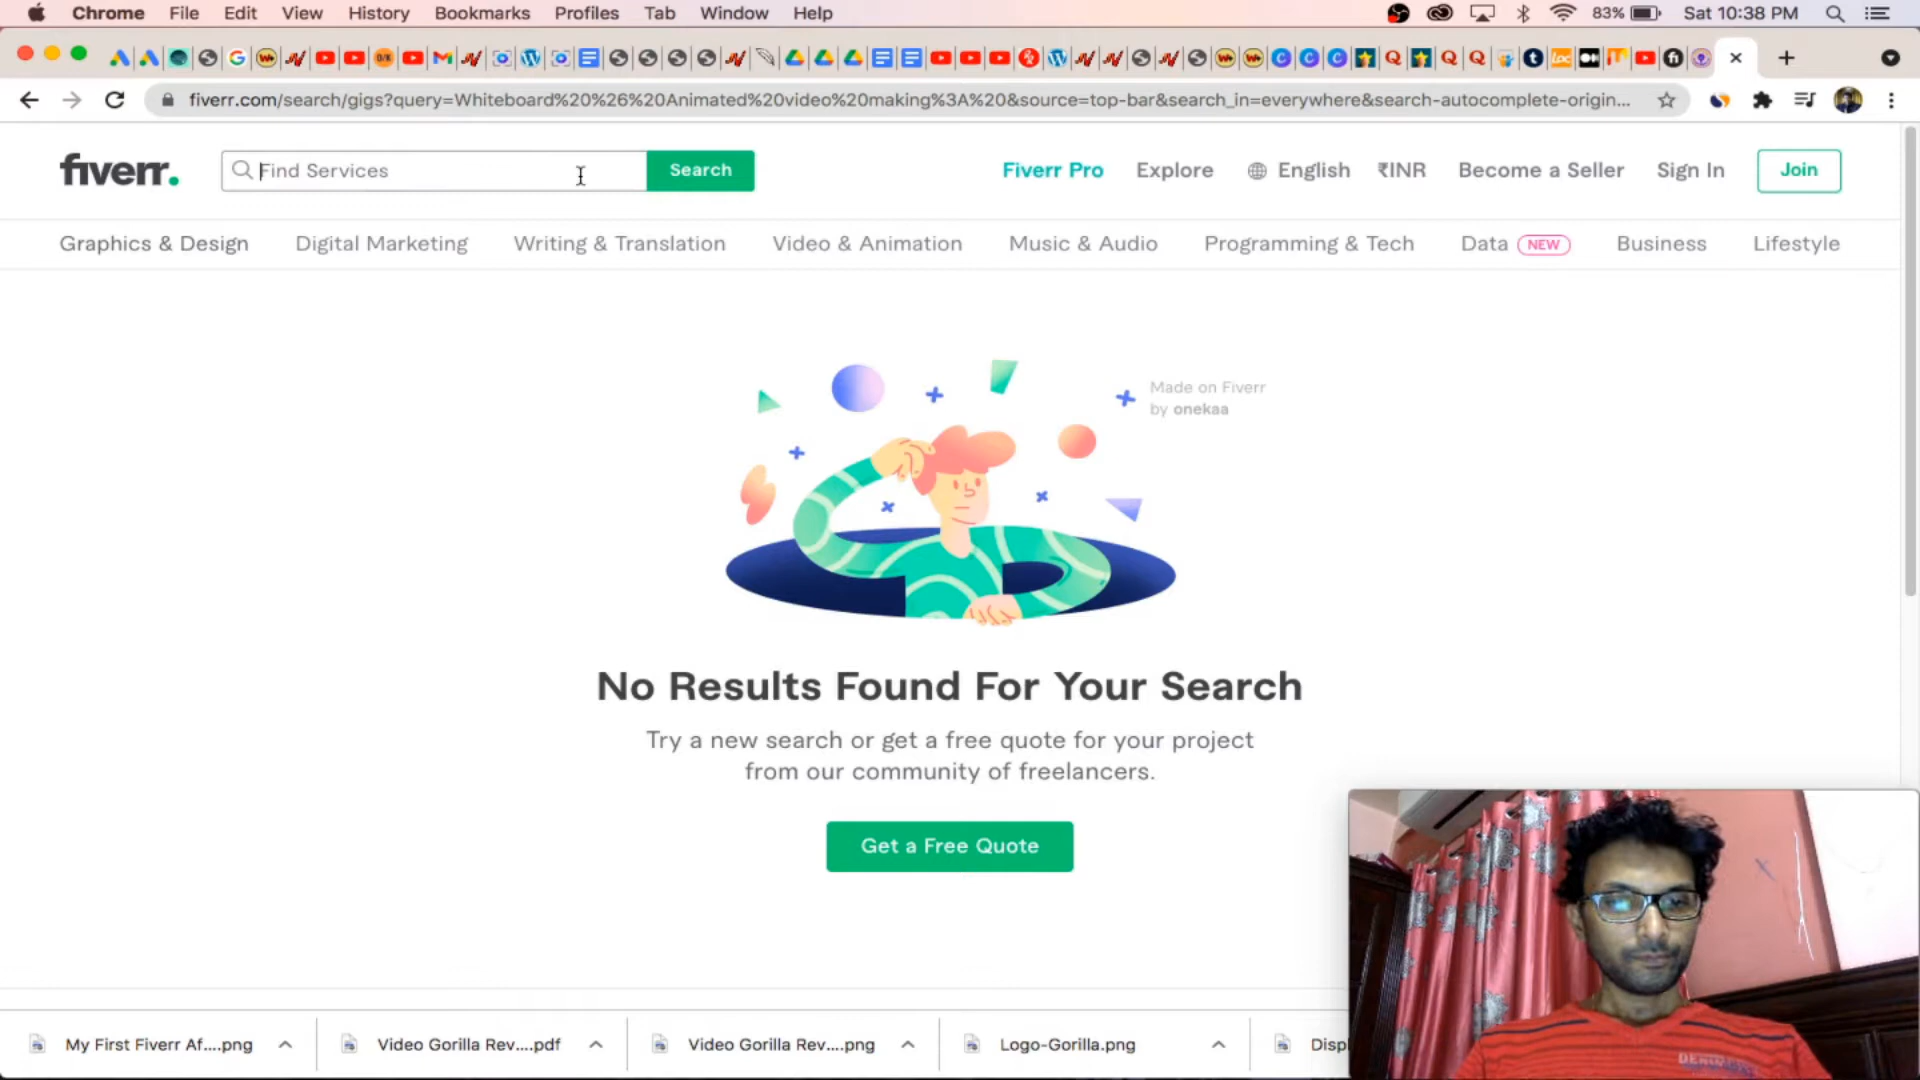 Chrome File Edit View History Bookmarks Profiles Tab Window Help 83% Sat 10:38 PM
fiverr.com/search/gigs?query=Whiteboard%20%26%20Animated%20video%20making%3A%20&source=top-bar&search_in=everywhere&search-autocomplete-origin...
fiverr. Find Services Search Fiverr Pro Explore English ₹INR Become a Seller Sign In Join
Graphics & Design Digital Marketing Writing & Translation Video & Animation Music & Audio Programming & Tech Data NEW Business Lifestyle
Made on Fiverr
by onekaa
No Results Found For Your Search
Try a new search or get a free quote for your project
from our community of freelancers.
Get a Free Quote
My First Fiverr Af....png Video Gorilla Rev....pdf Video Gorilla Rev....png Logo-Gorilla.png